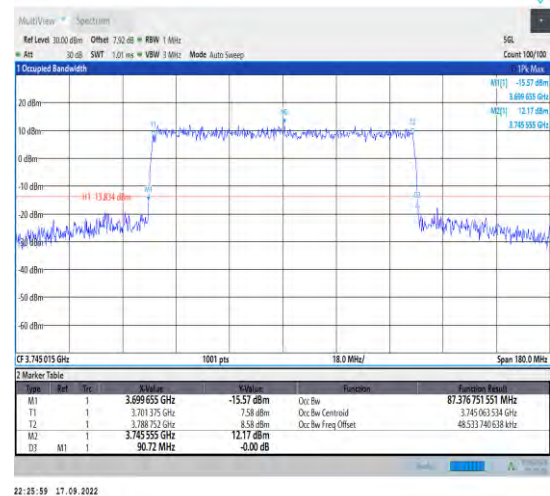 MultiView Spectrum
Ref Level 30.00 dBm Offset 7.92 dB RBW 1 MHz SGL
Att 30 dB SWT 1.01 ms VBW 3 MHz Mode Auto Sweep Count 100/100
1 Occupied Bandwidth 1Pk Max
M1[1] -15.57 dBm
3.699 655 GHz
M2[1] 12.17 dBm
3.745 555 GHz
20 dBm
T1 M2 T2
10 dBm
0 dBm
-10 dBm
M1 D3
H1 13.834 dBm
-20 dBm
-30 dBm
-40 dBm
-50 dBm
-60 dBm
CF 3.745 015 GHz 1001 pts 18.0 MHz/ Span 180.0 MHz
2 Marker Table
Type Ref Trc X-Value Y-Value Function Function Result
M1 1 3.699 655 GHz -15.57 dBm Occ Bw 87.376 751 551 MHz
T1 1 3.701 375 GHz 7.58 dBm Occ Bw Centroid 3.745 063 534 GHz
T2 1 3.788 752 GHz 8.58 dBm Occ Bw Freq Offset 48.533 740 638 kHz
M2 1 3.745 555 GHz 12.17 dBm
D3 M1 1 90.72 MHz -0.00 dB
22:25:59 17.09.2022